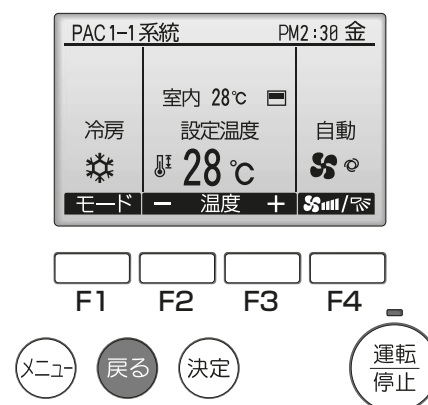 PAC1-1系統 PM2:30 金
室内 28℃
冷房 設定温度 自動
28℃
モード － 温度 ＋ /
F1 F2 F3 F4
メニュー 戻る 決定 運転
停止